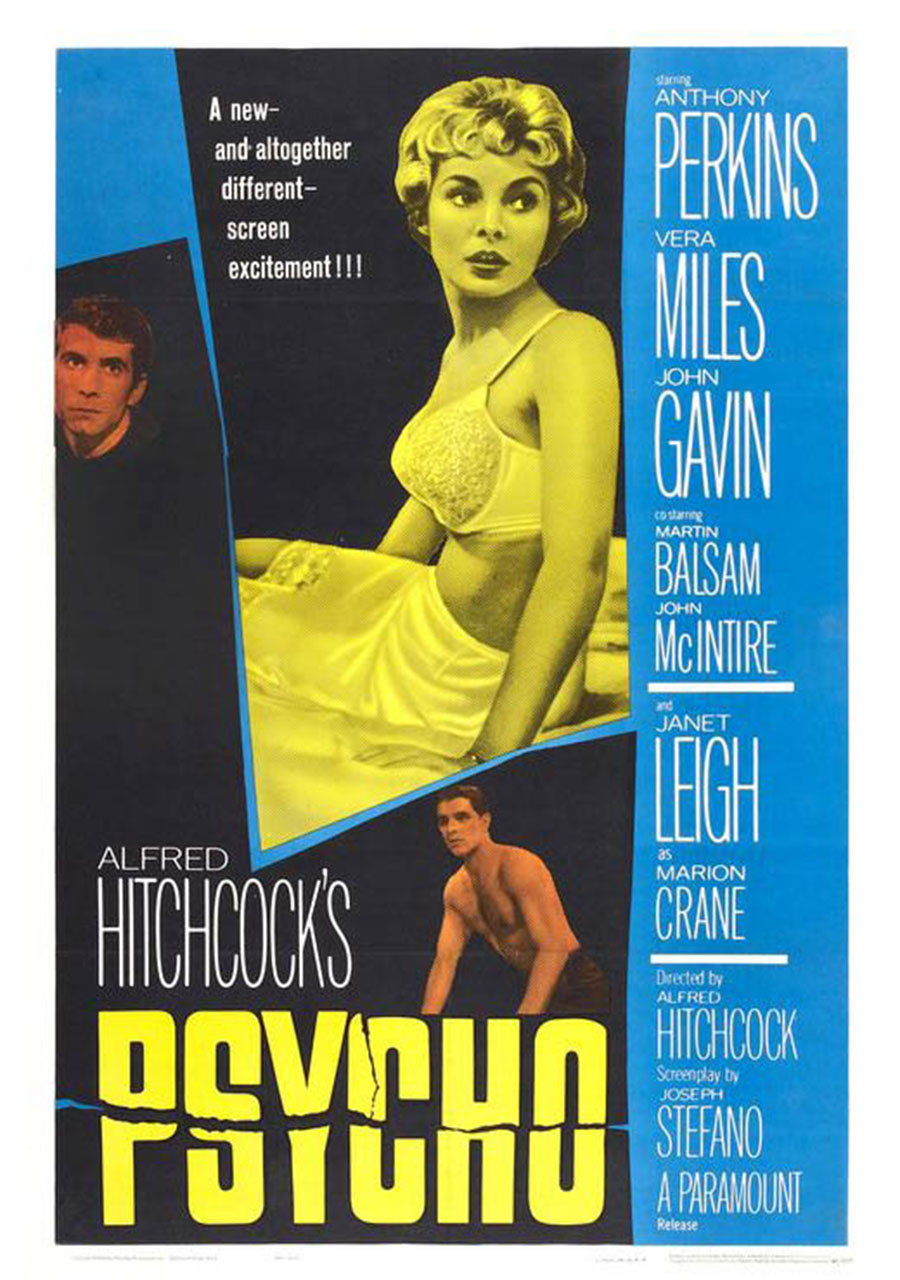 A new-
and altogether
different-
screen
excitement!!!
ALFRED
HITCHCOCK'S
PSYCHO
starring
ANTHONY
PERKINS
VERA
MILES
JOHN
GAVIN
co-starring
MARTIN
BALSAM
JOHN
McINTIRE
and
JANET
LEIGH
as
MARION
CRANE
Directed by
ALFRED
HITCHCOCK
Screenplay by
JOSEPH
STEFANO
A PARAMOUNT
Release